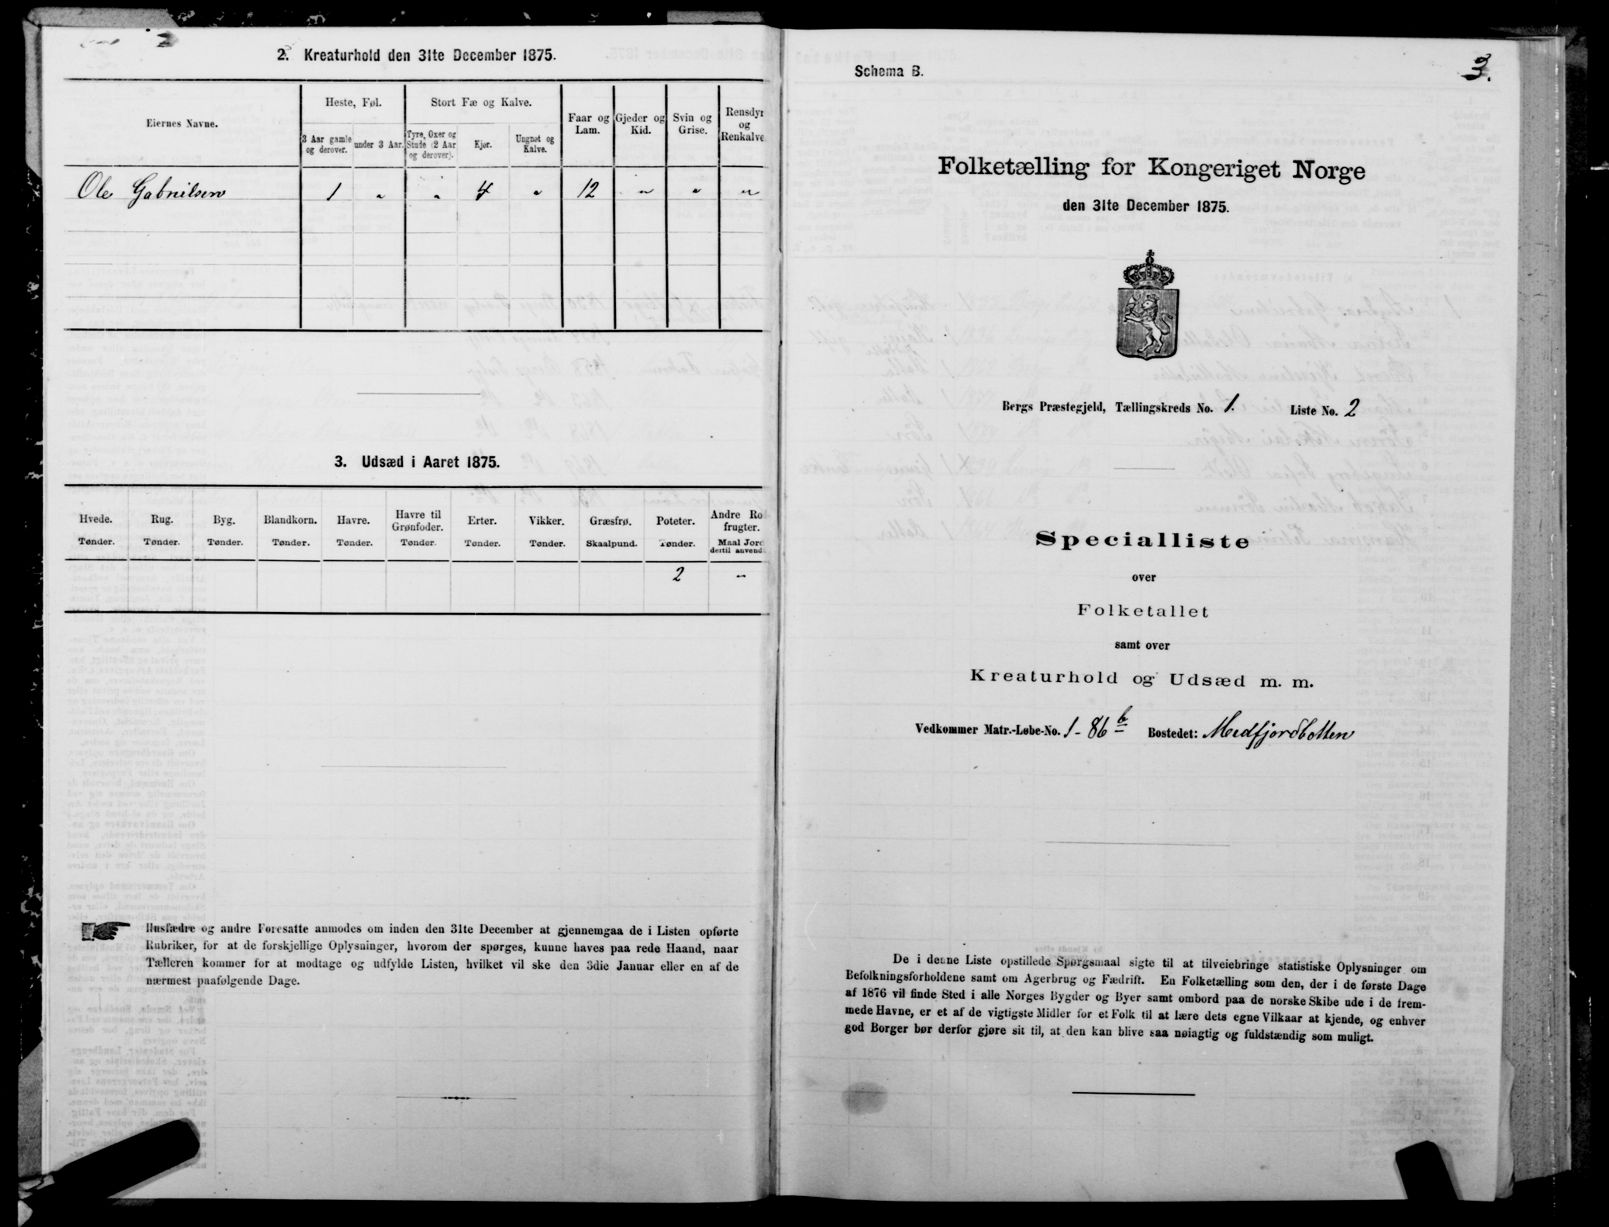 2. Kreaturhold den 31te December 1875.
Eiernes Navne.
Heste, Føl.
Stort Fæ og Kalve.
Faar og Lam.
Gjeder og Kid.
Svin og Grise.
Rensdyr og Renkalve
3 Aar gamle og derover.
under 3 Aar.
Tyre, Oxer og Stude (2 Aar og derover).
Kjør.
Ungnøt og Kalve.
Ole Gabrielsen 1 " " 4 " 12 " " "
3. Udsæd i Aaret 1875.
Hvede. Rug. Byg. Blandkorn. Havre. Havre til Grønfoder. Erter. Vikker. Græsfrø. Poteter. Andre Ro frugter.
Tønder. Tønder. Tønder. Tønder. Tønder. Tønder. Tønder. Tønder. Skaalpund. Tønder. Maal Jord dertil anvendt
2 –
Husfædre og andre Foresatte anmodes om inden den 31te December at gjennemgaa de i Listen opførte
Rubriker, for at de forskjellige Oplysninger, hvorom der spørges, kunne haves paa rede Haand, naar
Tælleren kommer for at modtage og udfylde Listen, hvilket vil ske den 3die Januar eller en af de
nærmest paafølgende Dage.
Schema B.
3.
Folketælling for Kongeriget Norge
den 31te December 1875.
Bergs Præstegjeld, Tællingskreds No. 1. Liste No. 2
Specialliste
over
Folketallet
samt over
Kreaturhold og Udsæd m. m.
Vedkommer Matr.-Løbe-No. 1-86 b Bostedet: Medfjordbotten
De i denne Liste opstillede Spørgsmaal sigte til at tilveiebringe statistiske Oplysninger om
Befolkningsforholdene samt om Agerbrug og Fædrift. En Folketælling som den, der i de første Dage
af 1876 vil finde Sted i alle Norges Bygder og Byer samt ombord paa de norske Skibe ude i de frem-
mede Havne, er et af de vigtigste Midler for et Folk til at lære dets egne Vilkaar at kjende, og enhver
god Borger bør derfor gjøre sit til, at den kan blive saa nøiagtig og fuldstændig som muligt.